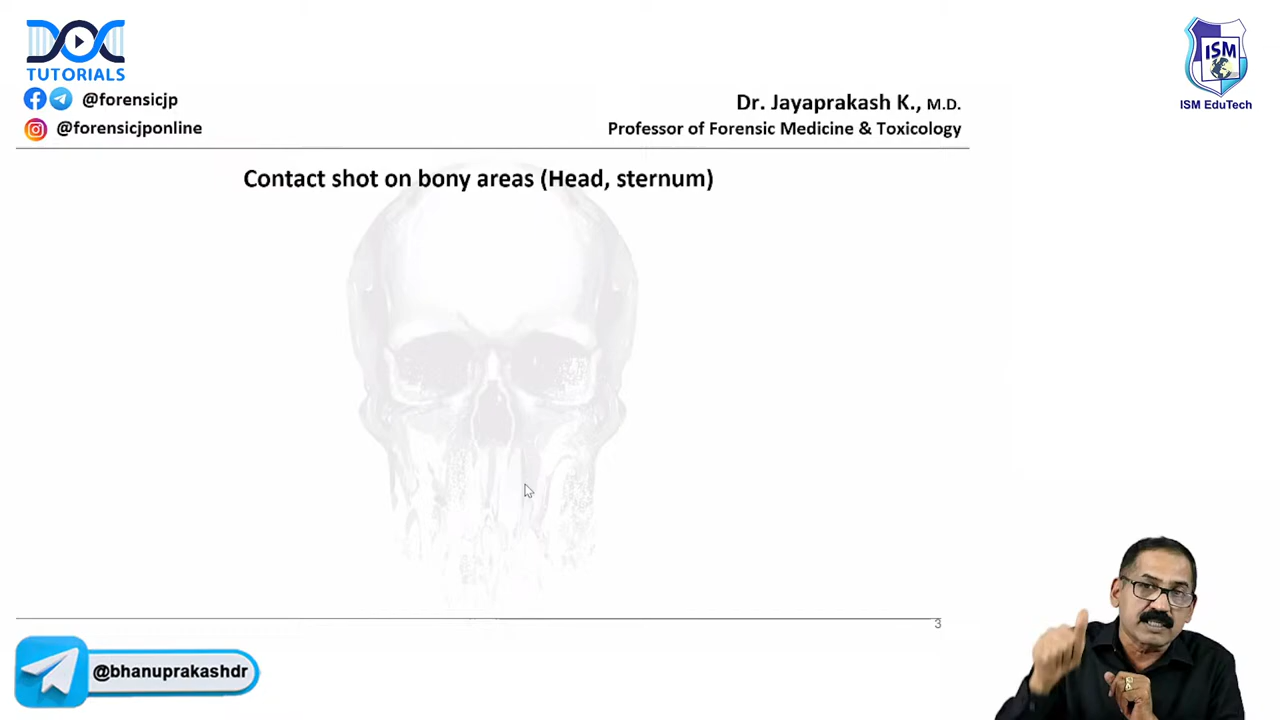 DOC
TUTORIALS
@forensicjp
@forensicjponline
Dr. Jayaprakash K., M.D.
Professor of Forensic Medicine & Toxicology
ISM
ISM EduTech
Contact shot on bony areas (Head, sternum)
3
@bhanuprakashdr